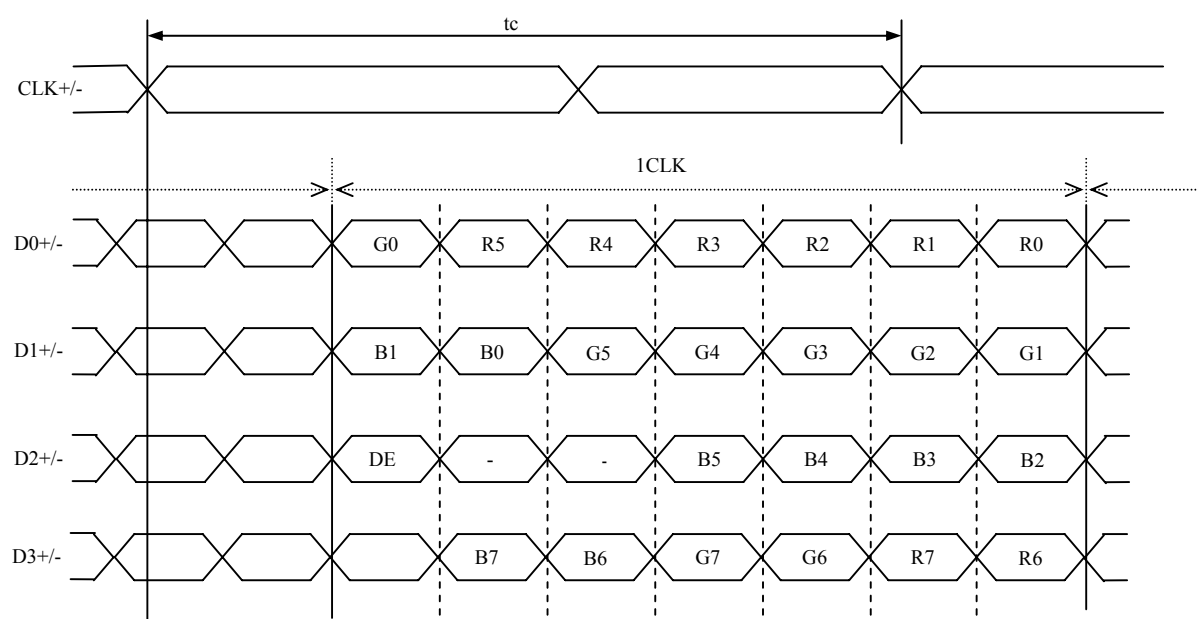 tc
CLK+/-
1CLK
D0+/- G0 R5 R4 R3 R2 R1 R0
D1+/- B1 B0 G5 G4 G3 G2 G1
D2+/- DE - - B5 B4 B3 B2
D3+/- B7 B6 G7 G6 R7 R6